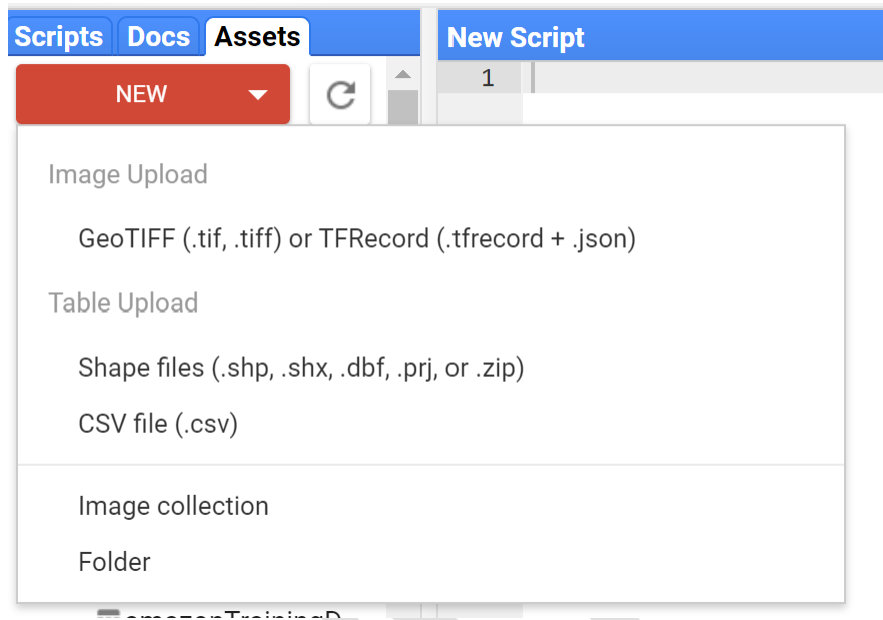 Scripts Docs Assets New Script
NEW 1
Image Upload
GeoTIFF (.tif, .tiff) or TFRecord (.tfrecord + .json)
Table Upload
Shape files (.shp, .shx, .dbf, .prj, or .zip)
CSV file (.csv)
Image collection
Folder
amazonTrainingD